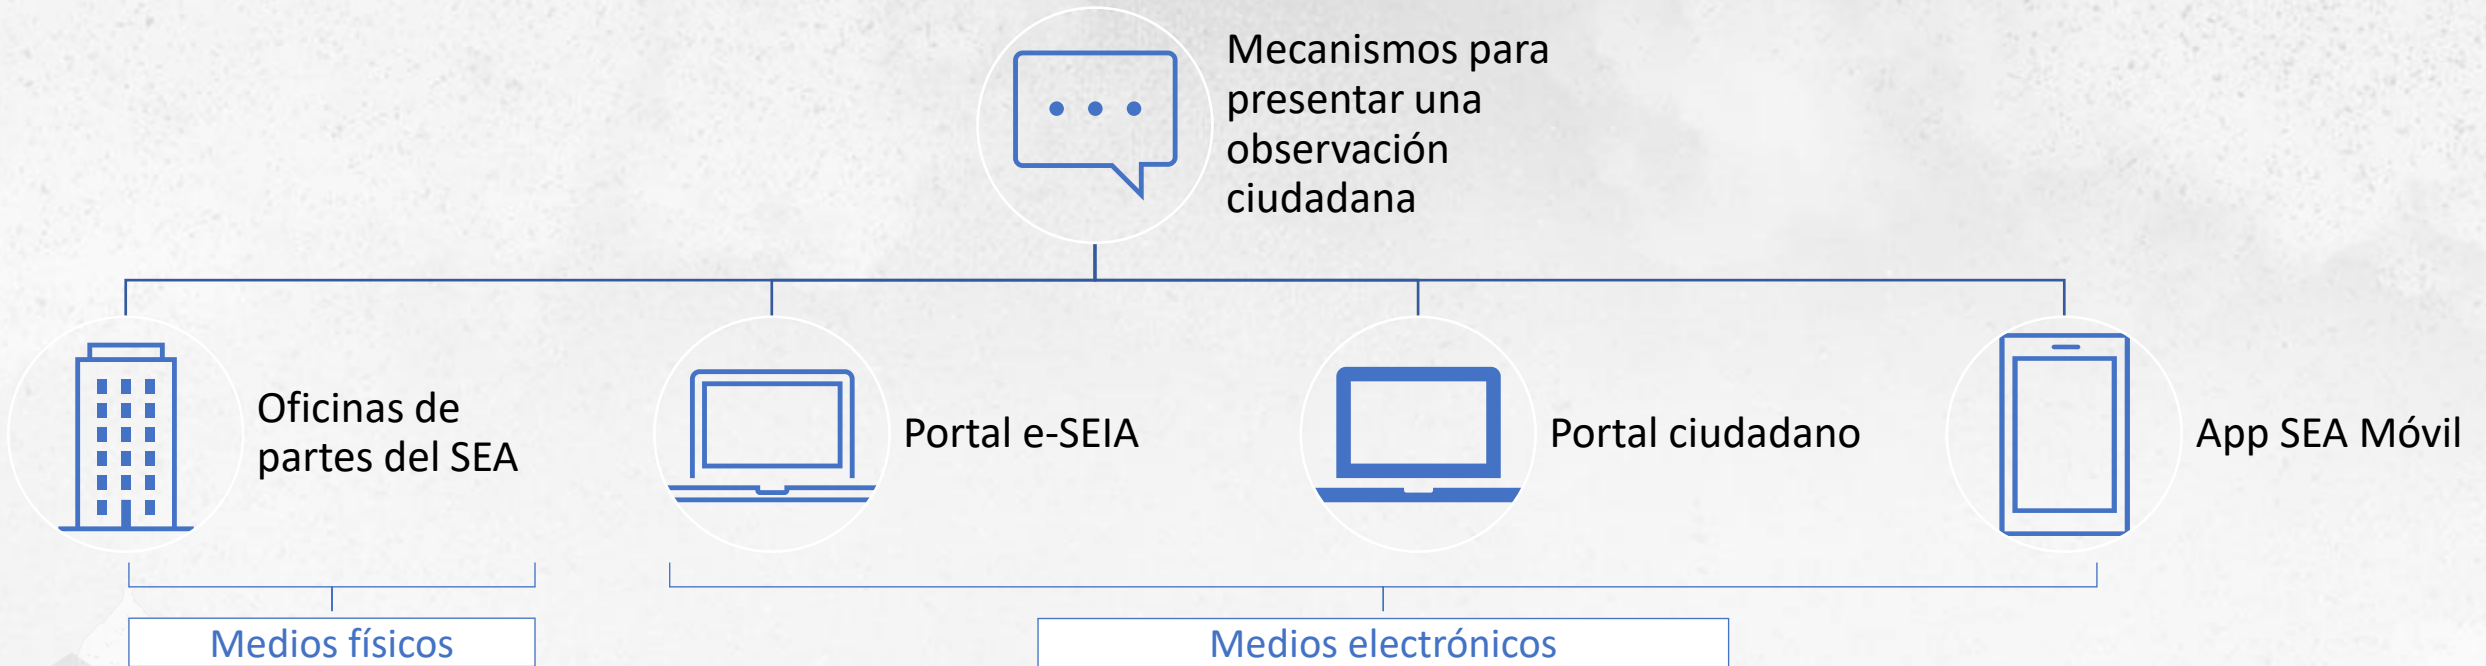 Mecanismos para
presentar una
observación
ciudadana
Oficinas de
partes del SEA
Portal e-SEIA
Portal ciudadano
App SEA Móvil
Medios físicos
Medios electrónicos